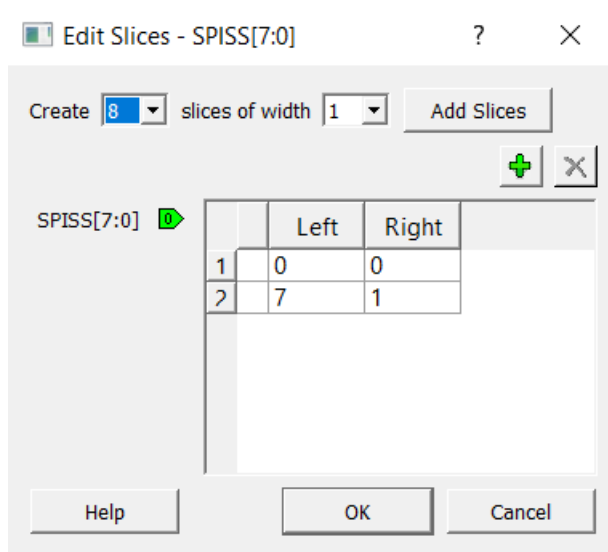 Edit Slices - SPISS[7:0] ?
Create 8 slices of width 1 Add Slices
SPISS[7:0] 0
Left Right
1 0 0
2 7 1
Help OK Cancel